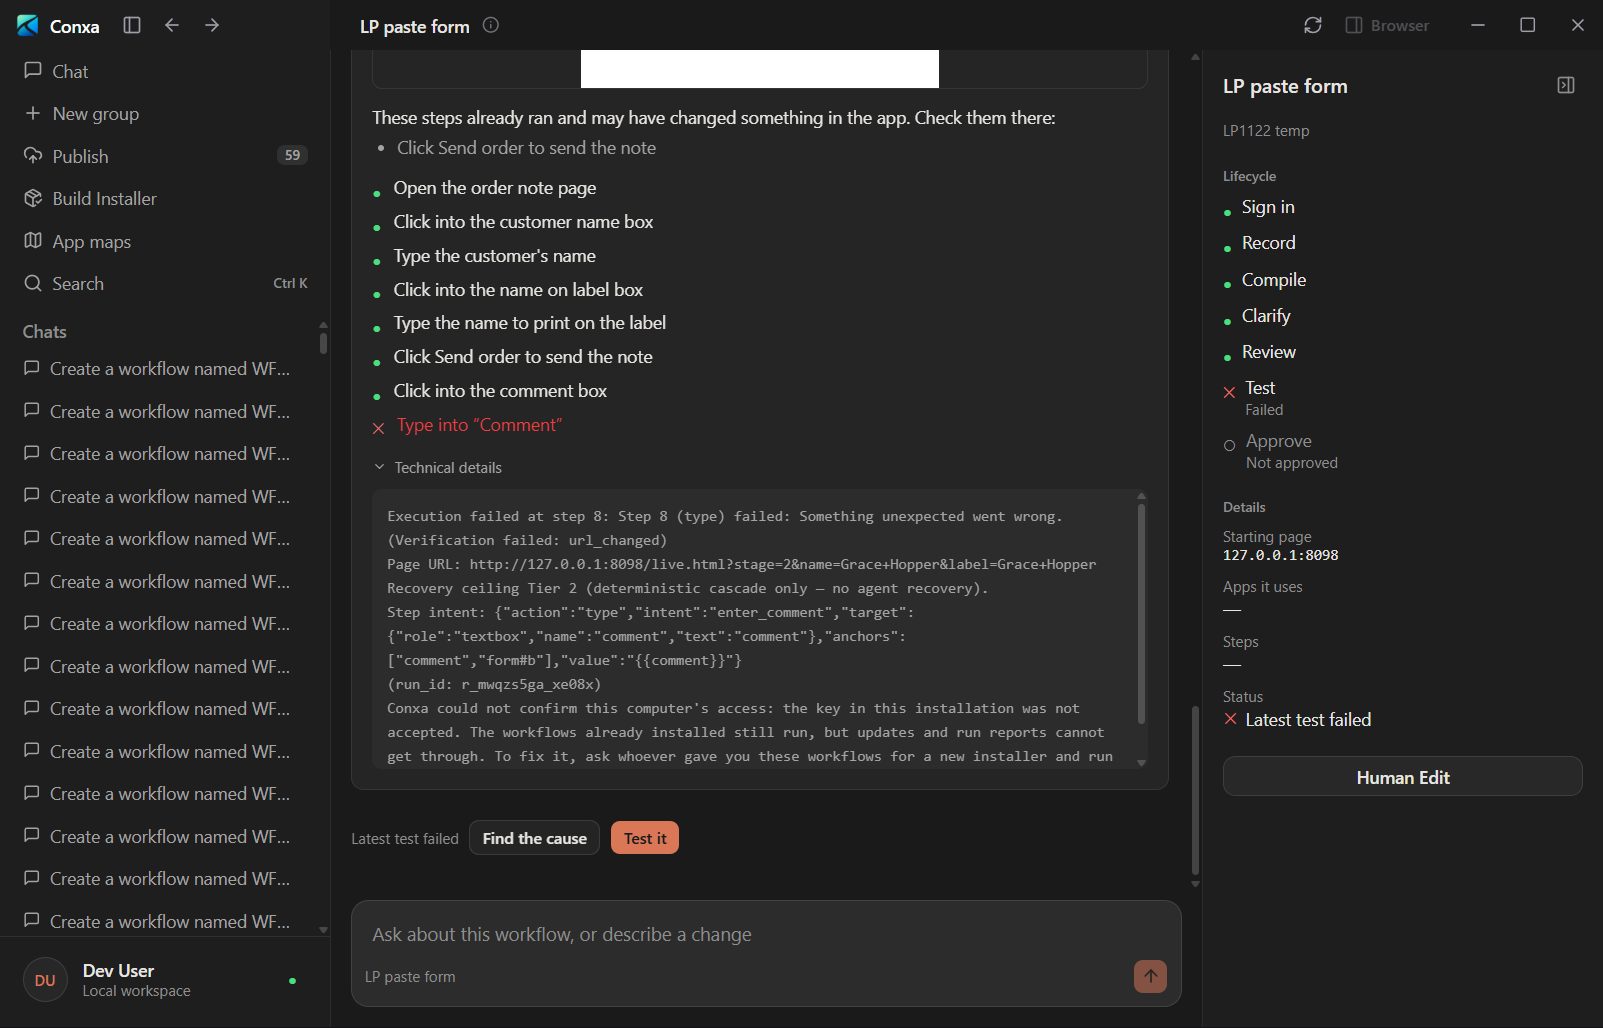 Conxa
LP paste form
Browser
Chat
New group
Publish
59
Build Installer
App maps
Search
Ctrl K
Chats
Create a workflow named WF...
Create a workflow named WF...
Create a workflow named WF...
Create a workflow named WF...
Create a workflow named WF...
Create a workflow named WF...
Create a workflow named WF...
Create a workflow named WF...
Create a workflow named WF...
Create a workflow named WF...
Create a workflow named WF...
Create a workflow named WF...
Create a workflow named WF...
Create a workflow named WF...
DU
Dev User
Local workspace
These steps already ran and may have changed something in the app. Check them there:
• Click Send order to send the note
Open the order note page
Click into the customer name box
Type the customer's name
Click into the name on label box
Type the name to print on the label
Click Send order to send the note
Click into the comment box
Type into “Comment”
Technical details
Execution failed at step 8: Step 8 (type) failed: Something unexpected went wrong.
(Verification failed: url_changed)
Page URL: http://127.0.0.1:8098/live.html?stage=2&name=Grace+Hopper&label=Grace+Hopper
Recovery ceiling Tier 2 (deterministic cascade only — no agent recovery).
Step intent: {"action":"type","intent":"enter_comment","target":
{"role":"textbox","name":"comment","text":"comment"},"anchors":
["comment","form#b"],"value":"{{comment}}"}
(run_id: r_mwqzs5ga_xe08x)
Conxa could not confirm this computer's access: the key in this installation was not
accepted. The workflows already installed still run, but updates and run reports cannot
get through. To fix it, ask whoever gave you these workflows for a new installer and run
Latest test failed
Find the cause
Test it
Ask about this workflow, or describe a change
LP paste form
LP paste form
LP1122 temp
Lifecycle
Sign in
Record
Compile
Clarify
Review
Test
Failed
Approve
Not approved
Details
Starting page
127.0.0.1:8098
Apps it uses
—
Steps
—
Status
Latest test failed
Human Edit